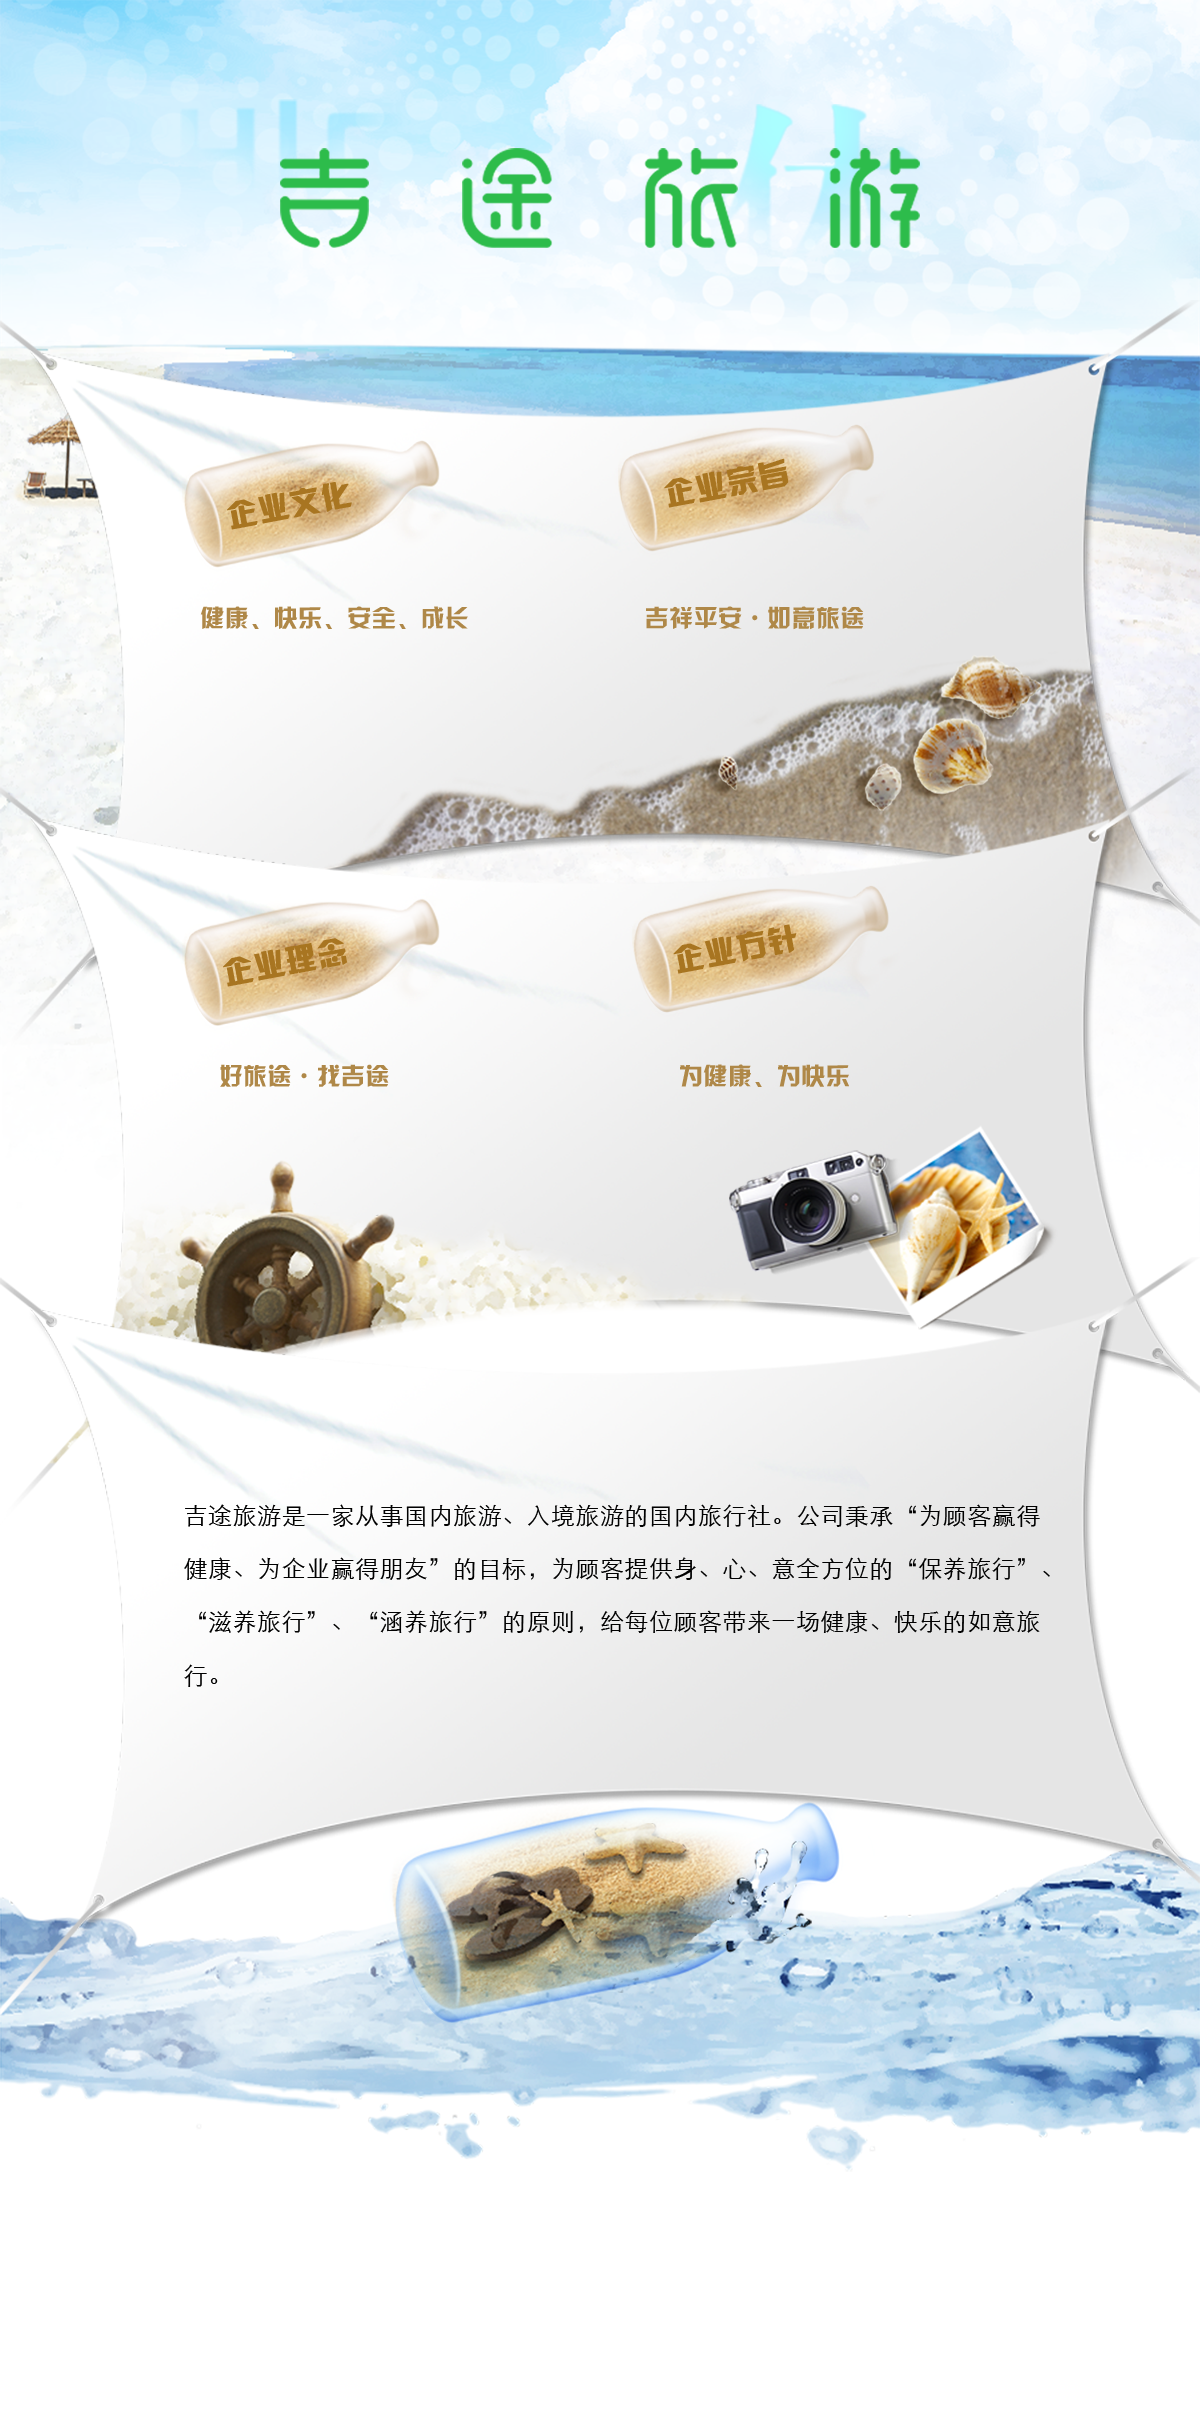 吉途旅游
企业文化
企业宗旨
健康、快乐、安全、成长
吉祥平安·如意旅途
企业理念
企业方针
好旅途·找吉途
为健康、为快乐
吉途旅游是一家从事国内旅游、入境旅游的国内旅行社。公司秉承“为顾客赢得
健康、为企业赢得朋友”的目标，为顾客提供身、心、意全方位的“保养旅行”、
“滋养旅行”、“涵养旅行”的原则，给每位顾客带来一场健康、快乐的如意旅
行。